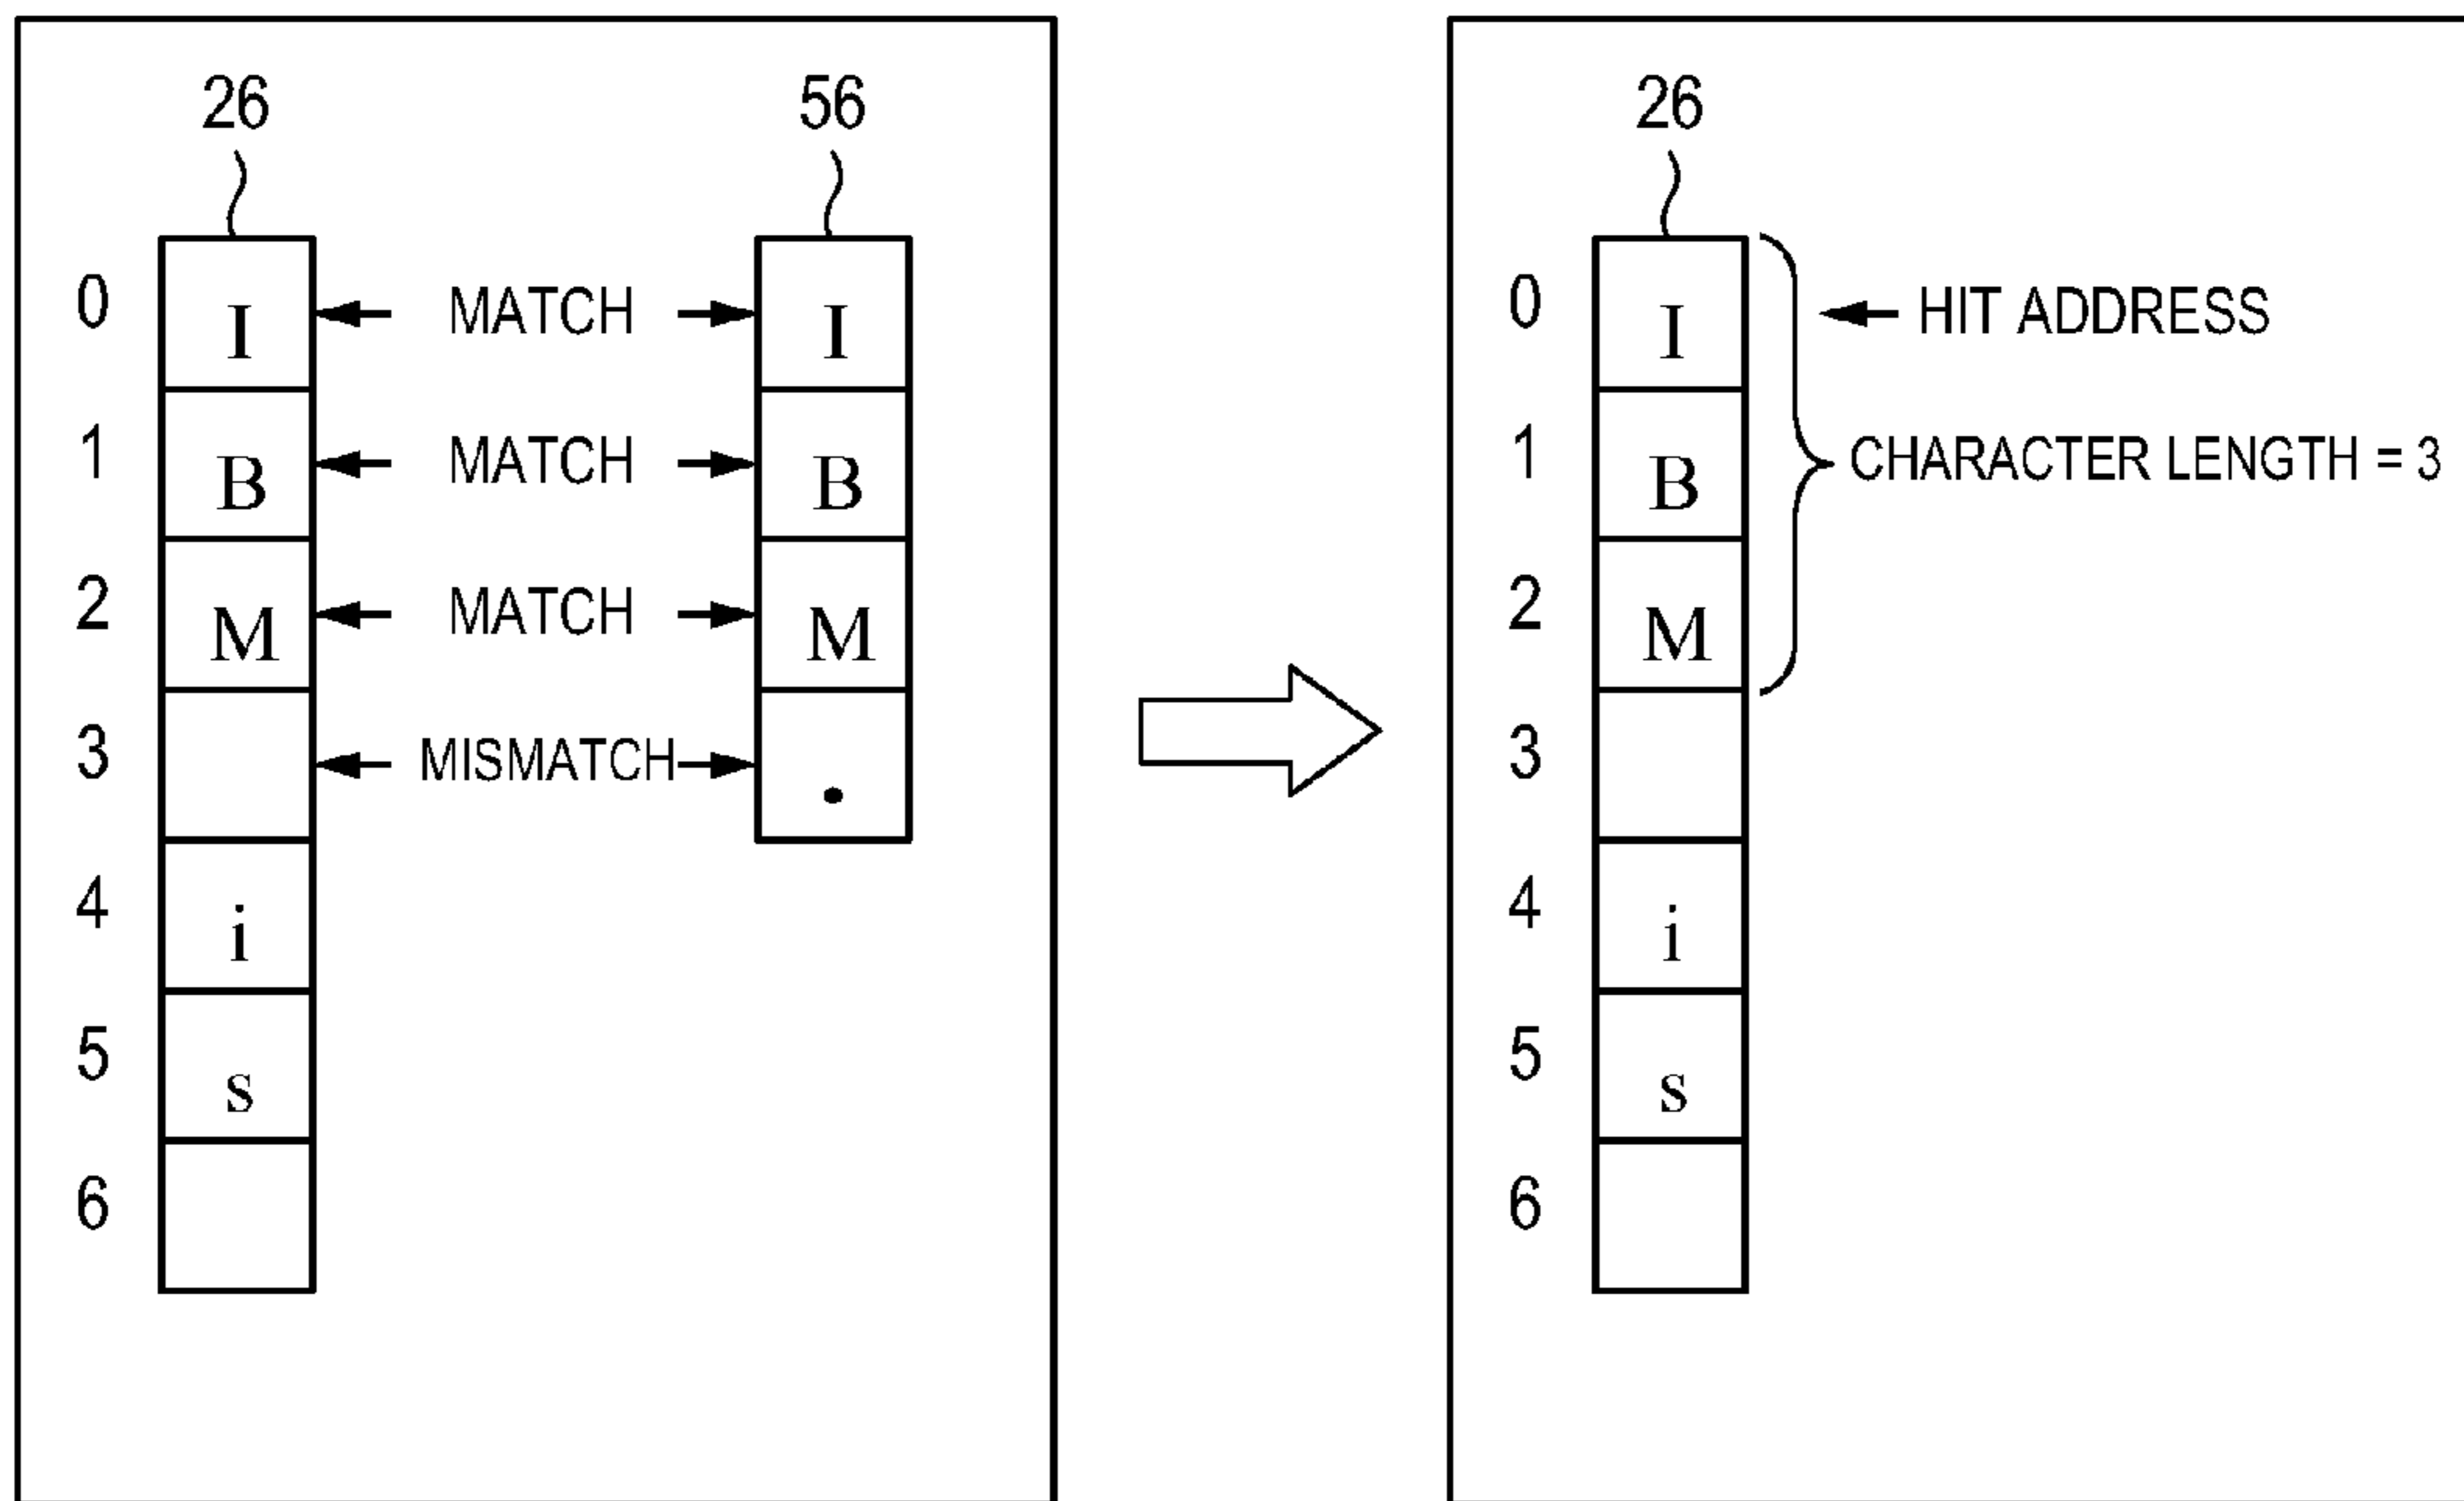 26 56 26
0 I MATCH I 0 I HIT ADDRESS
1 B MATCH B 1 B CHARACTER LENGTH = 3
2 M MATCH M 2 M
3 MISMATCH . 3
4 i 4 i
5 s 5 s
6 6